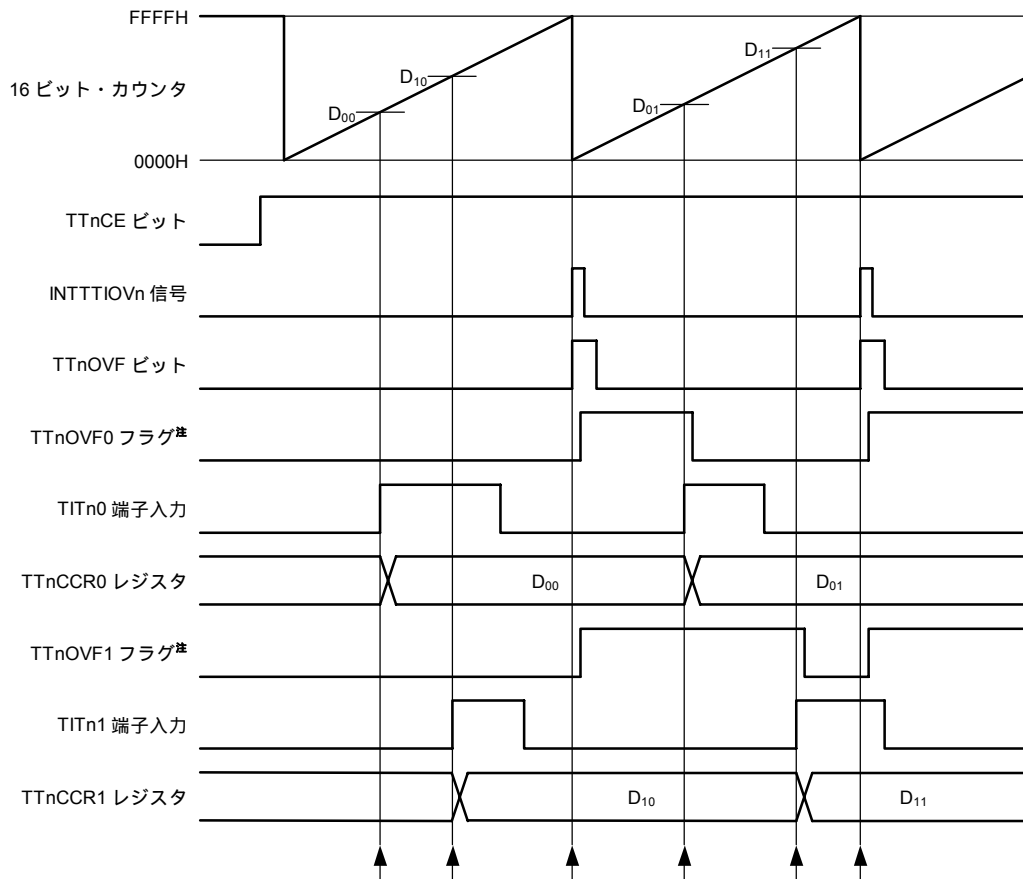 FFFFH
D11
D10
16 ビット・カウンタ
D01
D00
0000H
TTnCE ビット
INTTTIOVn 信号
TTnOVF ビット
TTnOVF0 フラグ注
TITn0 端子入力
TTnCCR0 レジスタ
D00
D01
TTnOVF1 フラグ注
TITn1 端子入力
TTnCCR1 レジスタ
D10
D11